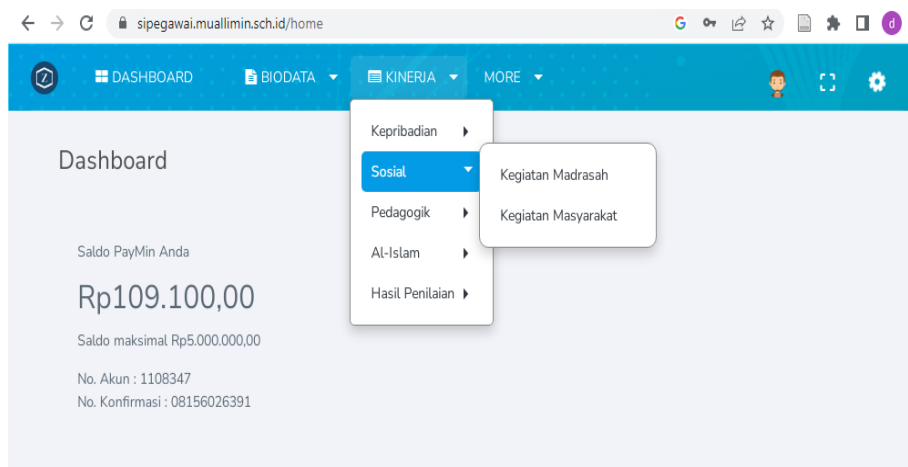 sipegawai.muallimin.sch.id/home
DASHBOARD BIODATA KINERJA MORE
Kepribadian
Sosial
Pedagogik
Al-Islam
Hasil Penilaian
Kegiatan Madrasah
Kegiatan Masyarakat
Dashboard
Saldo PayMin Anda
Rp109.100,00
Saldo maksimal Rp5.000.000,00
No. Akun : 1108347
No. Konfirmasi : 08156026391